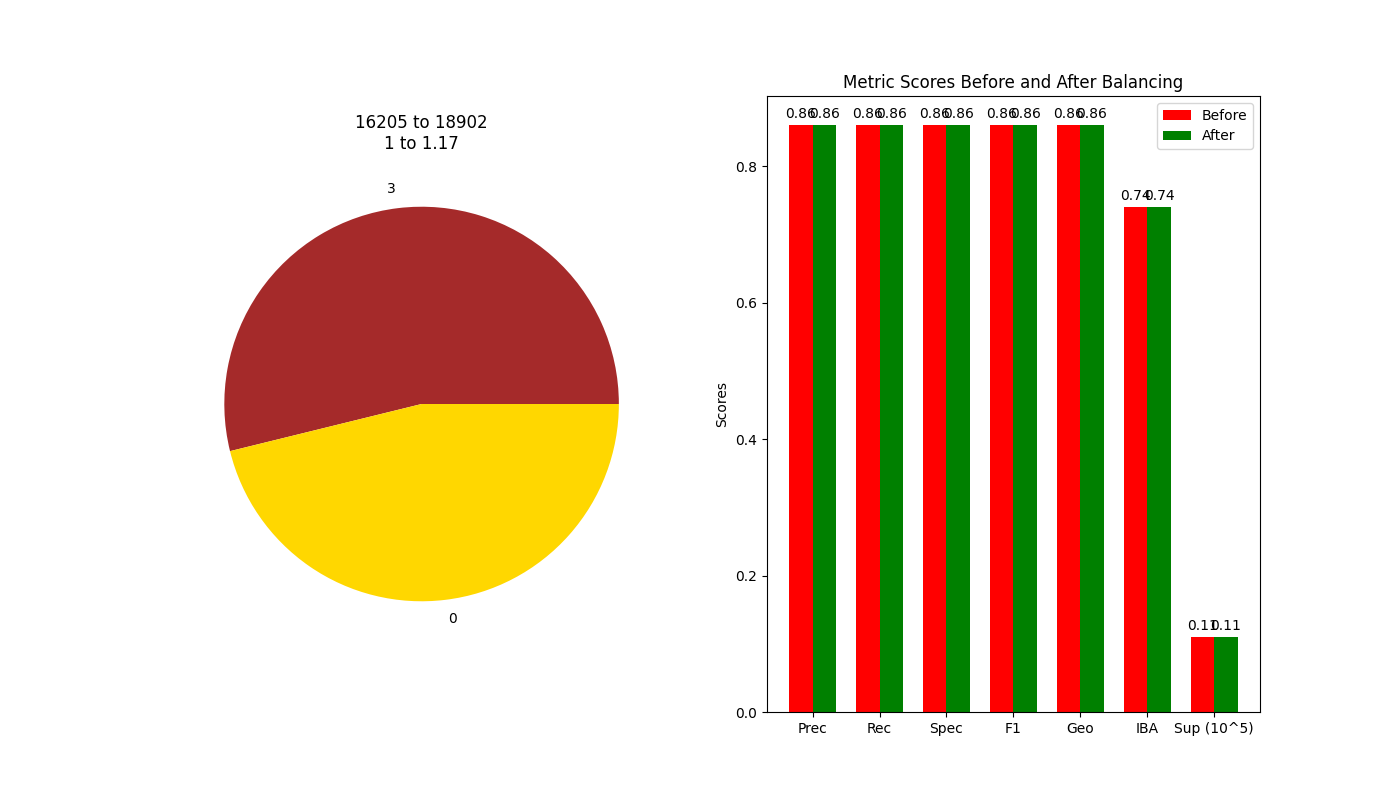 16205 to 18902
1 to 1.17
3
0
Metric Scores Before and After Balancing
Before
After
0.86 0.86 0.86 0.86 0.86 0.86 0.86 0.86 0.86 0.86
0.74 0.74
0.11 0.11
Scores
0.8
0.6
0.4
0.2
0.0
Prec Rec Spec F1 Geo IBA Sup (10^5)